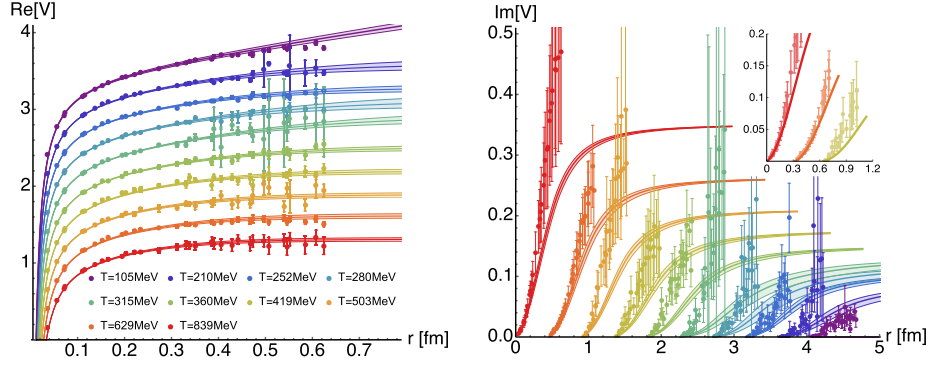 Re[V]
4
3
2
1
T=105MeV T=210MeV T=252MeV T=280MeV
T=315MeV T=360MeV T=419MeV T=503MeV
T=629MeV T=839MeV
0.1 0.2 0.3 0.4 0.5 0.6 0.7
r [fm]
Im[V]
0.5
0.4
0.3
0.2
0.1
0.0
0 1 2 3 4 5
r [fm]
0.2
0.15
0.1
0.05
0 0.3 0.6 0.9 1.2